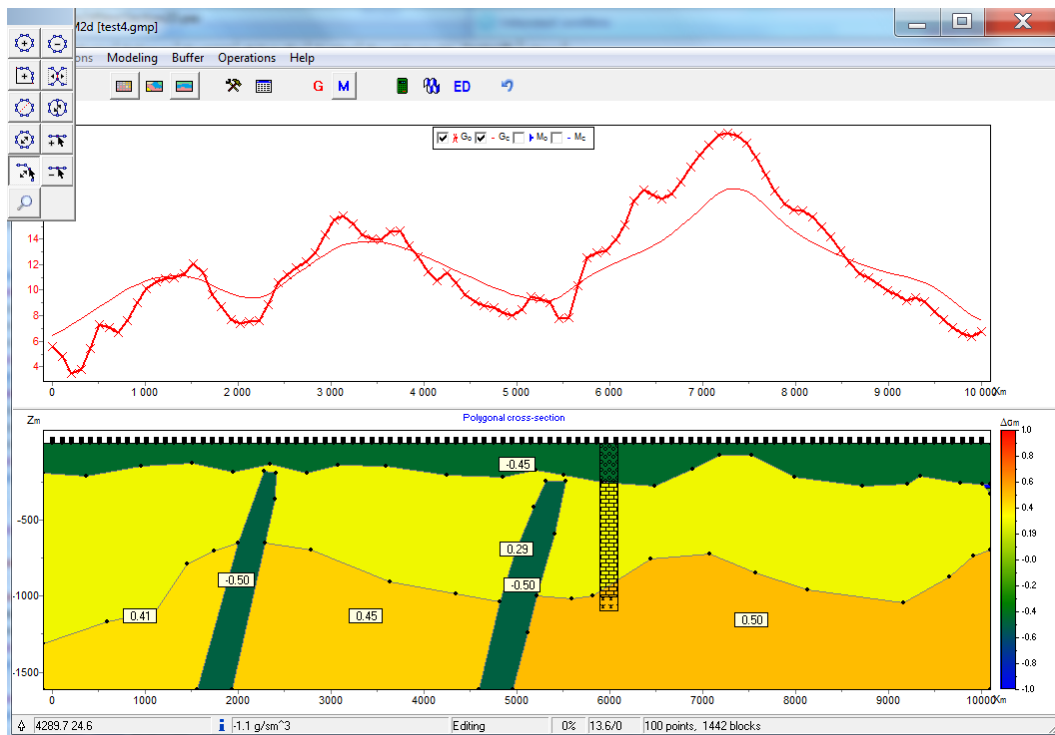 M2d [test4.gmp]
ons Modeling Buffer Operations Help
G M ED
Go Gc Mo Mc
14
12
10
8
6
4
0 1 000 2 000 3 000 4 000 5 000 6 000 7 000 8 000 9 000 10 000 Xm
Polygonal cross-section
Zm
Δσm
-500
-1000
-1500
-0.45
0.29
-0.50
-0.50
0.41
0.45
0.50
1.0
0.8
0.6
0.4
0.19
-0.01
-0.2
-0.4
-0.6
-0.8
-1.0
0 1000 2000 3000 4000 5000 6000 7000 8000 9000 10000 Xm
4289.7 24.6
i -1.1 g/sm^3
Editing
0%
13.6/0
100 points, 1442 blocks